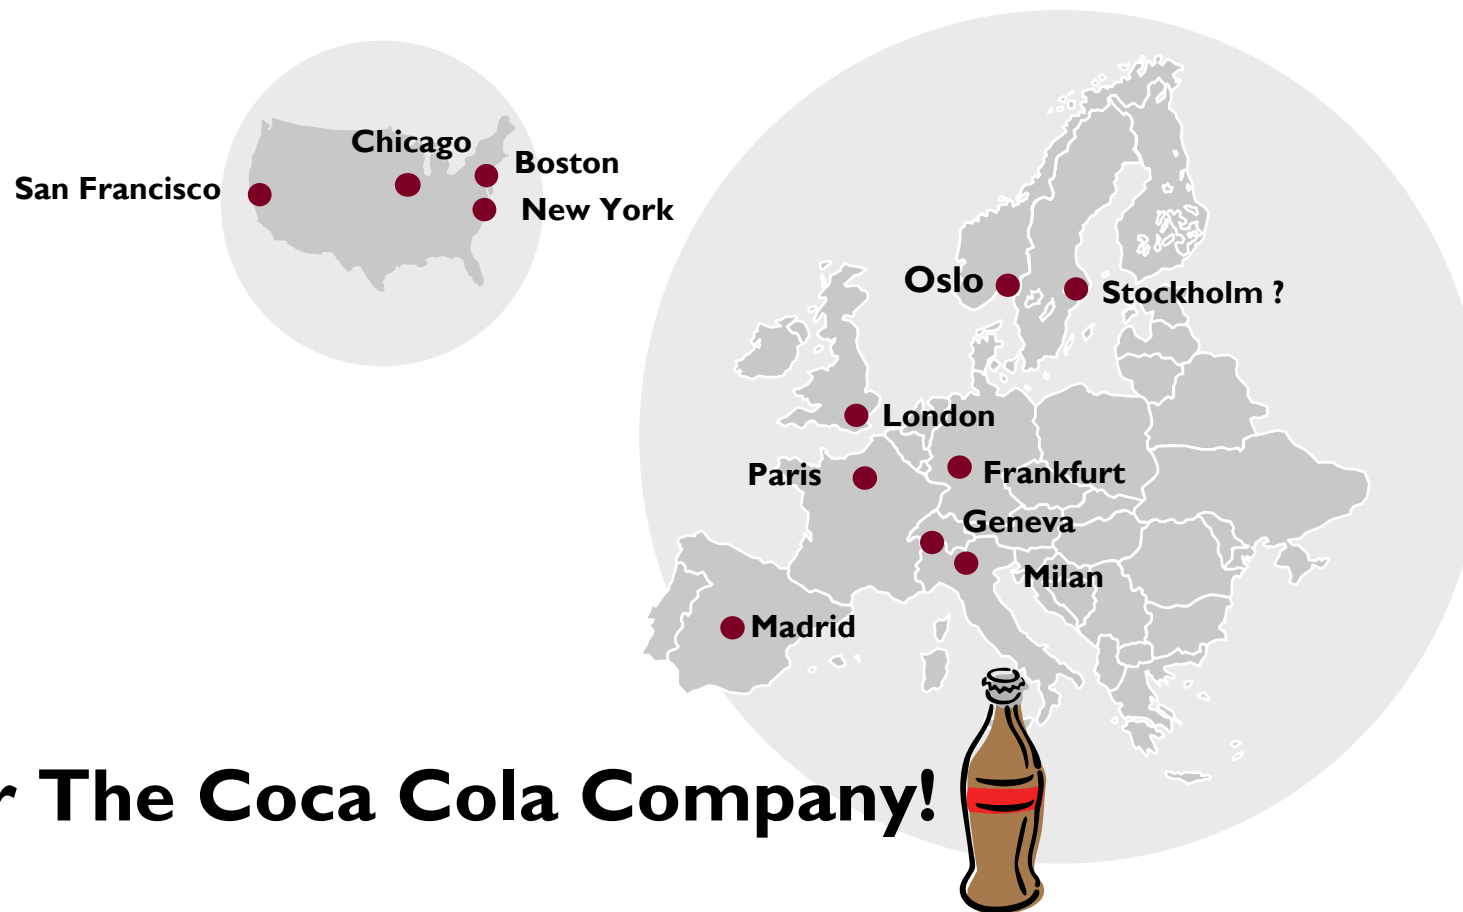 Chicago
Boston
San Francisco
New York
Oslo
Stockholm ?
London
Paris
Frankfurt
Geneva
Milan
Madrid
r The Coca Cola Company!